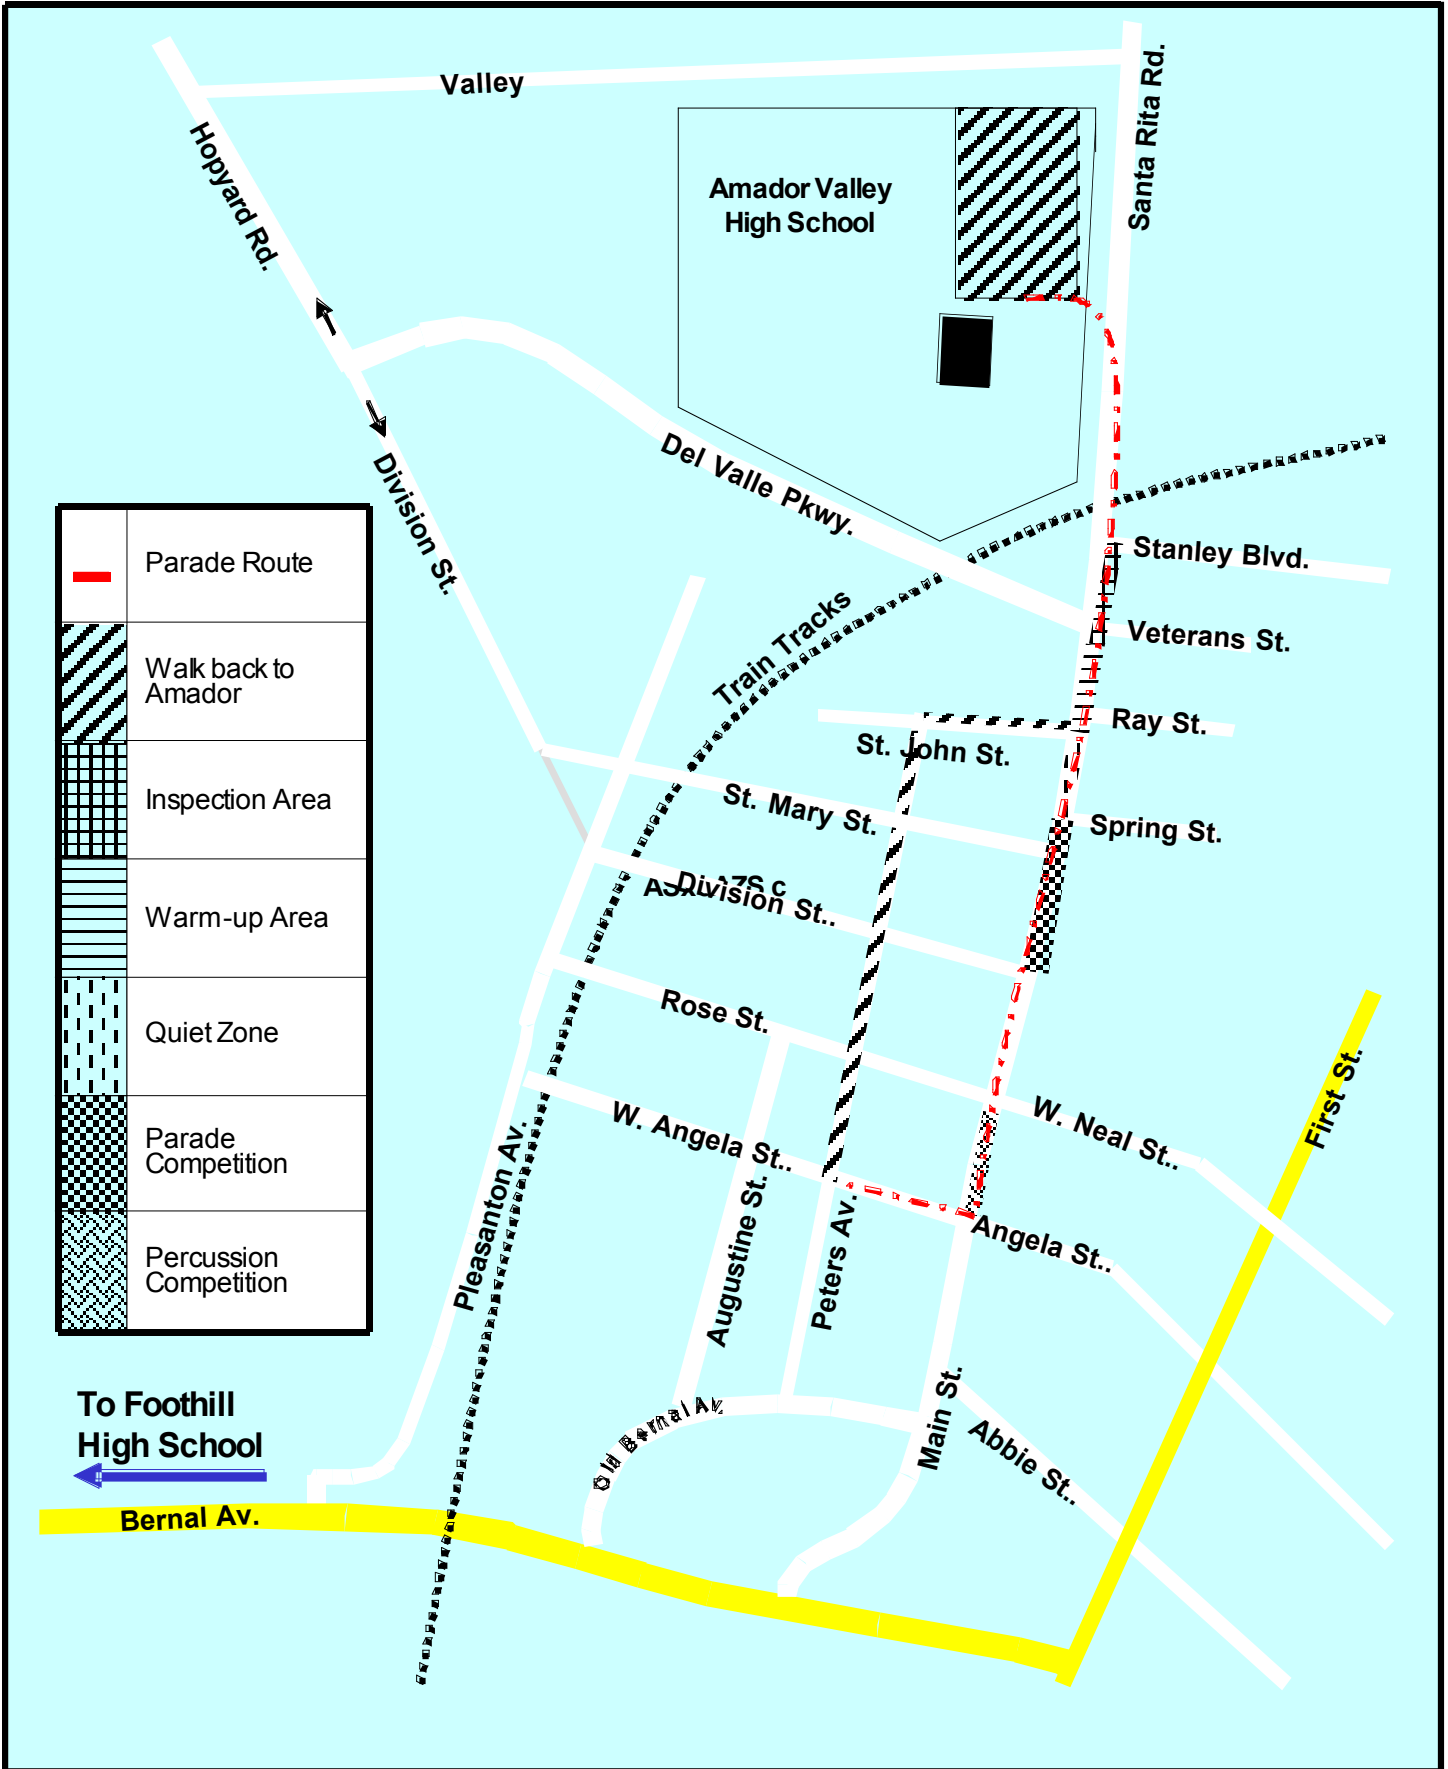 Valley
Santa Rita Rd.
Hopyard Rd.
Amador Valley
High School
Del Valle Pkwy.
Division St.
Stanley Blvd.
Veterans St.
Train Tracks
Ray St.
St. John St.
St. Mary St.
Spring St.
Division St..
Rose St.
W. Neal St..
First St.
W. Angela St..
Pleasanton Av.
Augustine St.
Peters Av.
Angela St..
Main St.
Abbie St..
Old Bernal Av.
Parade Route
Walk back to
Amador
Inspection Area
Warm-up Area
Quiet Zone
Parade
Competition
Percussion
Competition
To Foothill
High School
Bernal Av.